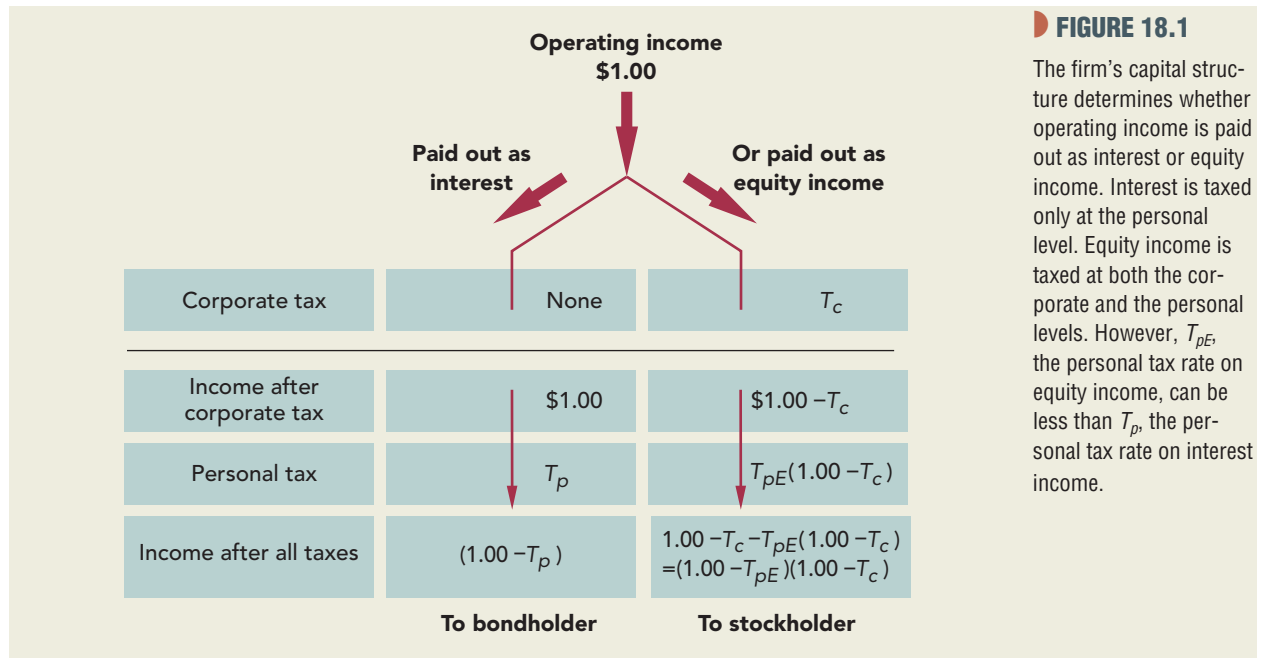 Operating income
$1.00
Paid out as
interest
Or paid out as
equity income
Corporate tax
None
Tc
Income after
corporate tax
$1.00
$1.00 −Tc
Personal tax
Tp
TpE(1.00 −Tc)
Income after all taxes
(1.00 −Tp)
1.00 −Tc−TpE(1.00 −Tc)
=(1.00 −TpE)(1.00 −Tc)
To bondholder
To stockholder
FIGURE 18.1
The firm’s capital struc-
ture determines whether
operating income is paid
out as interest or equity
income. Interest is taxed
only at the personal
level. Equity income is
taxed at both the cor-
porate and the personal
levels. However, TpE,
the personal tax rate on
equity income, can be
less than Tp, the per-
sonal tax rate on interest
income.